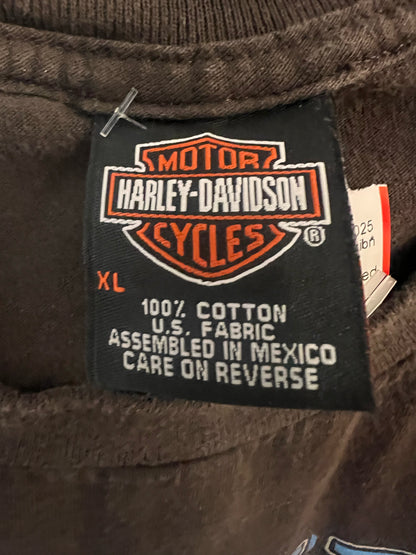 MOTOR
HARLEY-DAVIDSON
CYCLES
®
XL
100% COTTON
U.S. FABRIC
ASSEMBLED IN MEXICO
CARE ON REVERSE